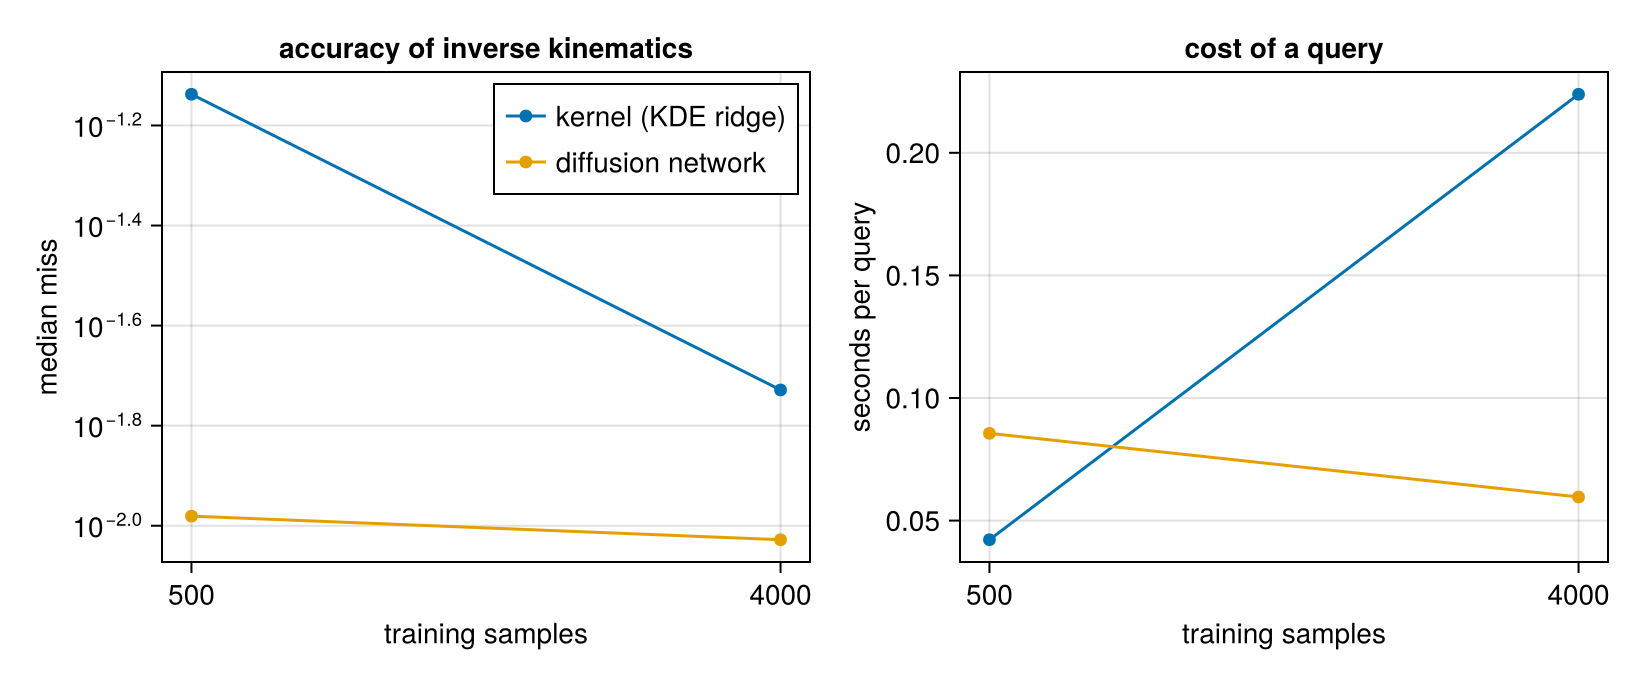 accuracy of inverse kinematics
kernel (KDE ridge)
diffusion network
median miss
10^−1.2
10^−1.4
10^−1.6
10^−1.8
10^−2.0
500
4000
training samples
cost of a query
seconds per query
0.20
0.15
0.10
0.05
500
4000
training samples